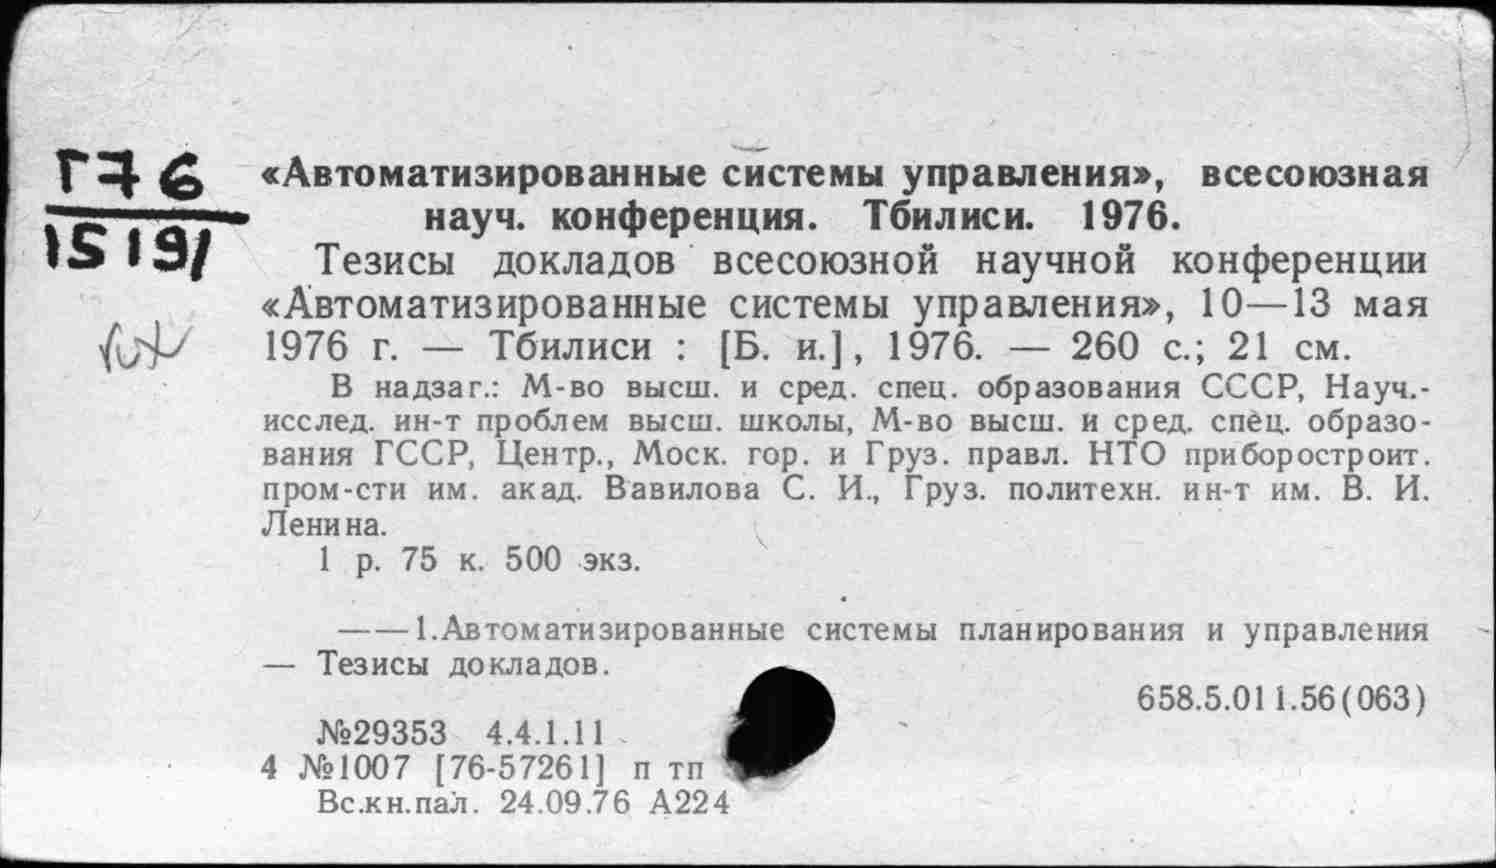 Г76
15191
«Автоматизированные системы управления», всесоюзная
науч. конференция. Тбилиси. 1976.
Тезисы докладов всесоюзной научной конференции
«Автоматизированные системы управления», 10—13 мая
1976 г. — Тбилиси : [Б. и.], 1976. — 260 с.; 21 см.
В надзаг.: М-во высш. и сред. спец. образования СССР, Науч.-
исслед. ин-т проблем высш. школы, М-во высш. и сред. спец. образо-
вания ГССР, Центр., Моск. гор. и Груз. правл. НТО приборостроит.
пром-сти им. акад. Вавилова С. И., Груз. политехн. ин-т им. В. И.
Ленина.
1 р. 75 к. 500 экз.
— — 1.Автоматизированные системы планирования и управления
— Тезисы докладов.
658.5.011.56(063)
№29353 4.4.1.11
4 №1007 [76-57261] п тп
Вс.кн.пал. 24.09.76 А224